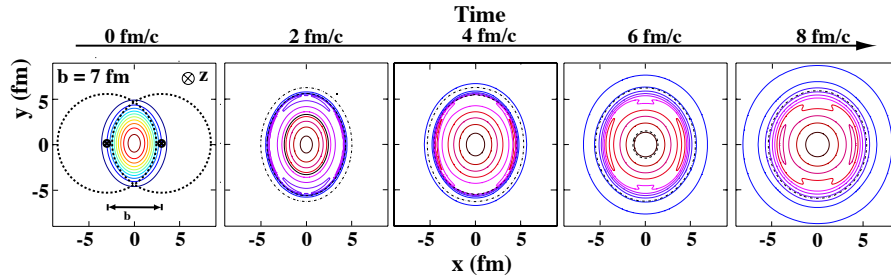 Time
0 fm/c 2 fm/c 4 fm/c 6 fm/c 8 fm/c
b = 7 fm ⊗ z
y (fm)
5
0
-5
b
-5 0 5 -5 0 5 -5 0 5 -5 0 5 -5 0 5
x (fm)